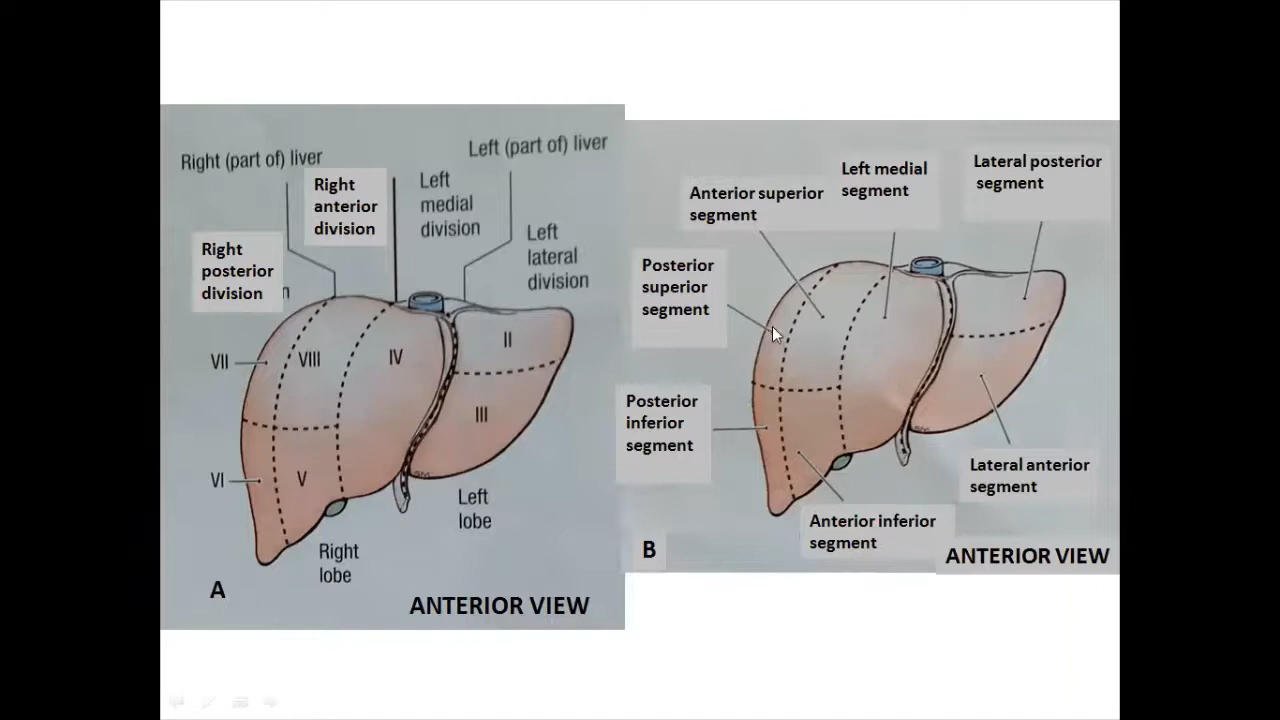 Right (part of) liver
Left (part of) liver
Right
anterior
division
Left
medial
division
Right
posterior
division
n
Left
lateral
division
VII
VIII
IV
II
III
VI
V
Left
lobe
Right
lobe
A
ANTERIOR VIEW
Anterior superior
segment
Left medial
segment
Lateral posterior
segment
Posterior
superior
segment
Posterior
inferior
segment
Lateral anterior
segment
Anterior inferior
segment
B
ANTERIOR VIEW